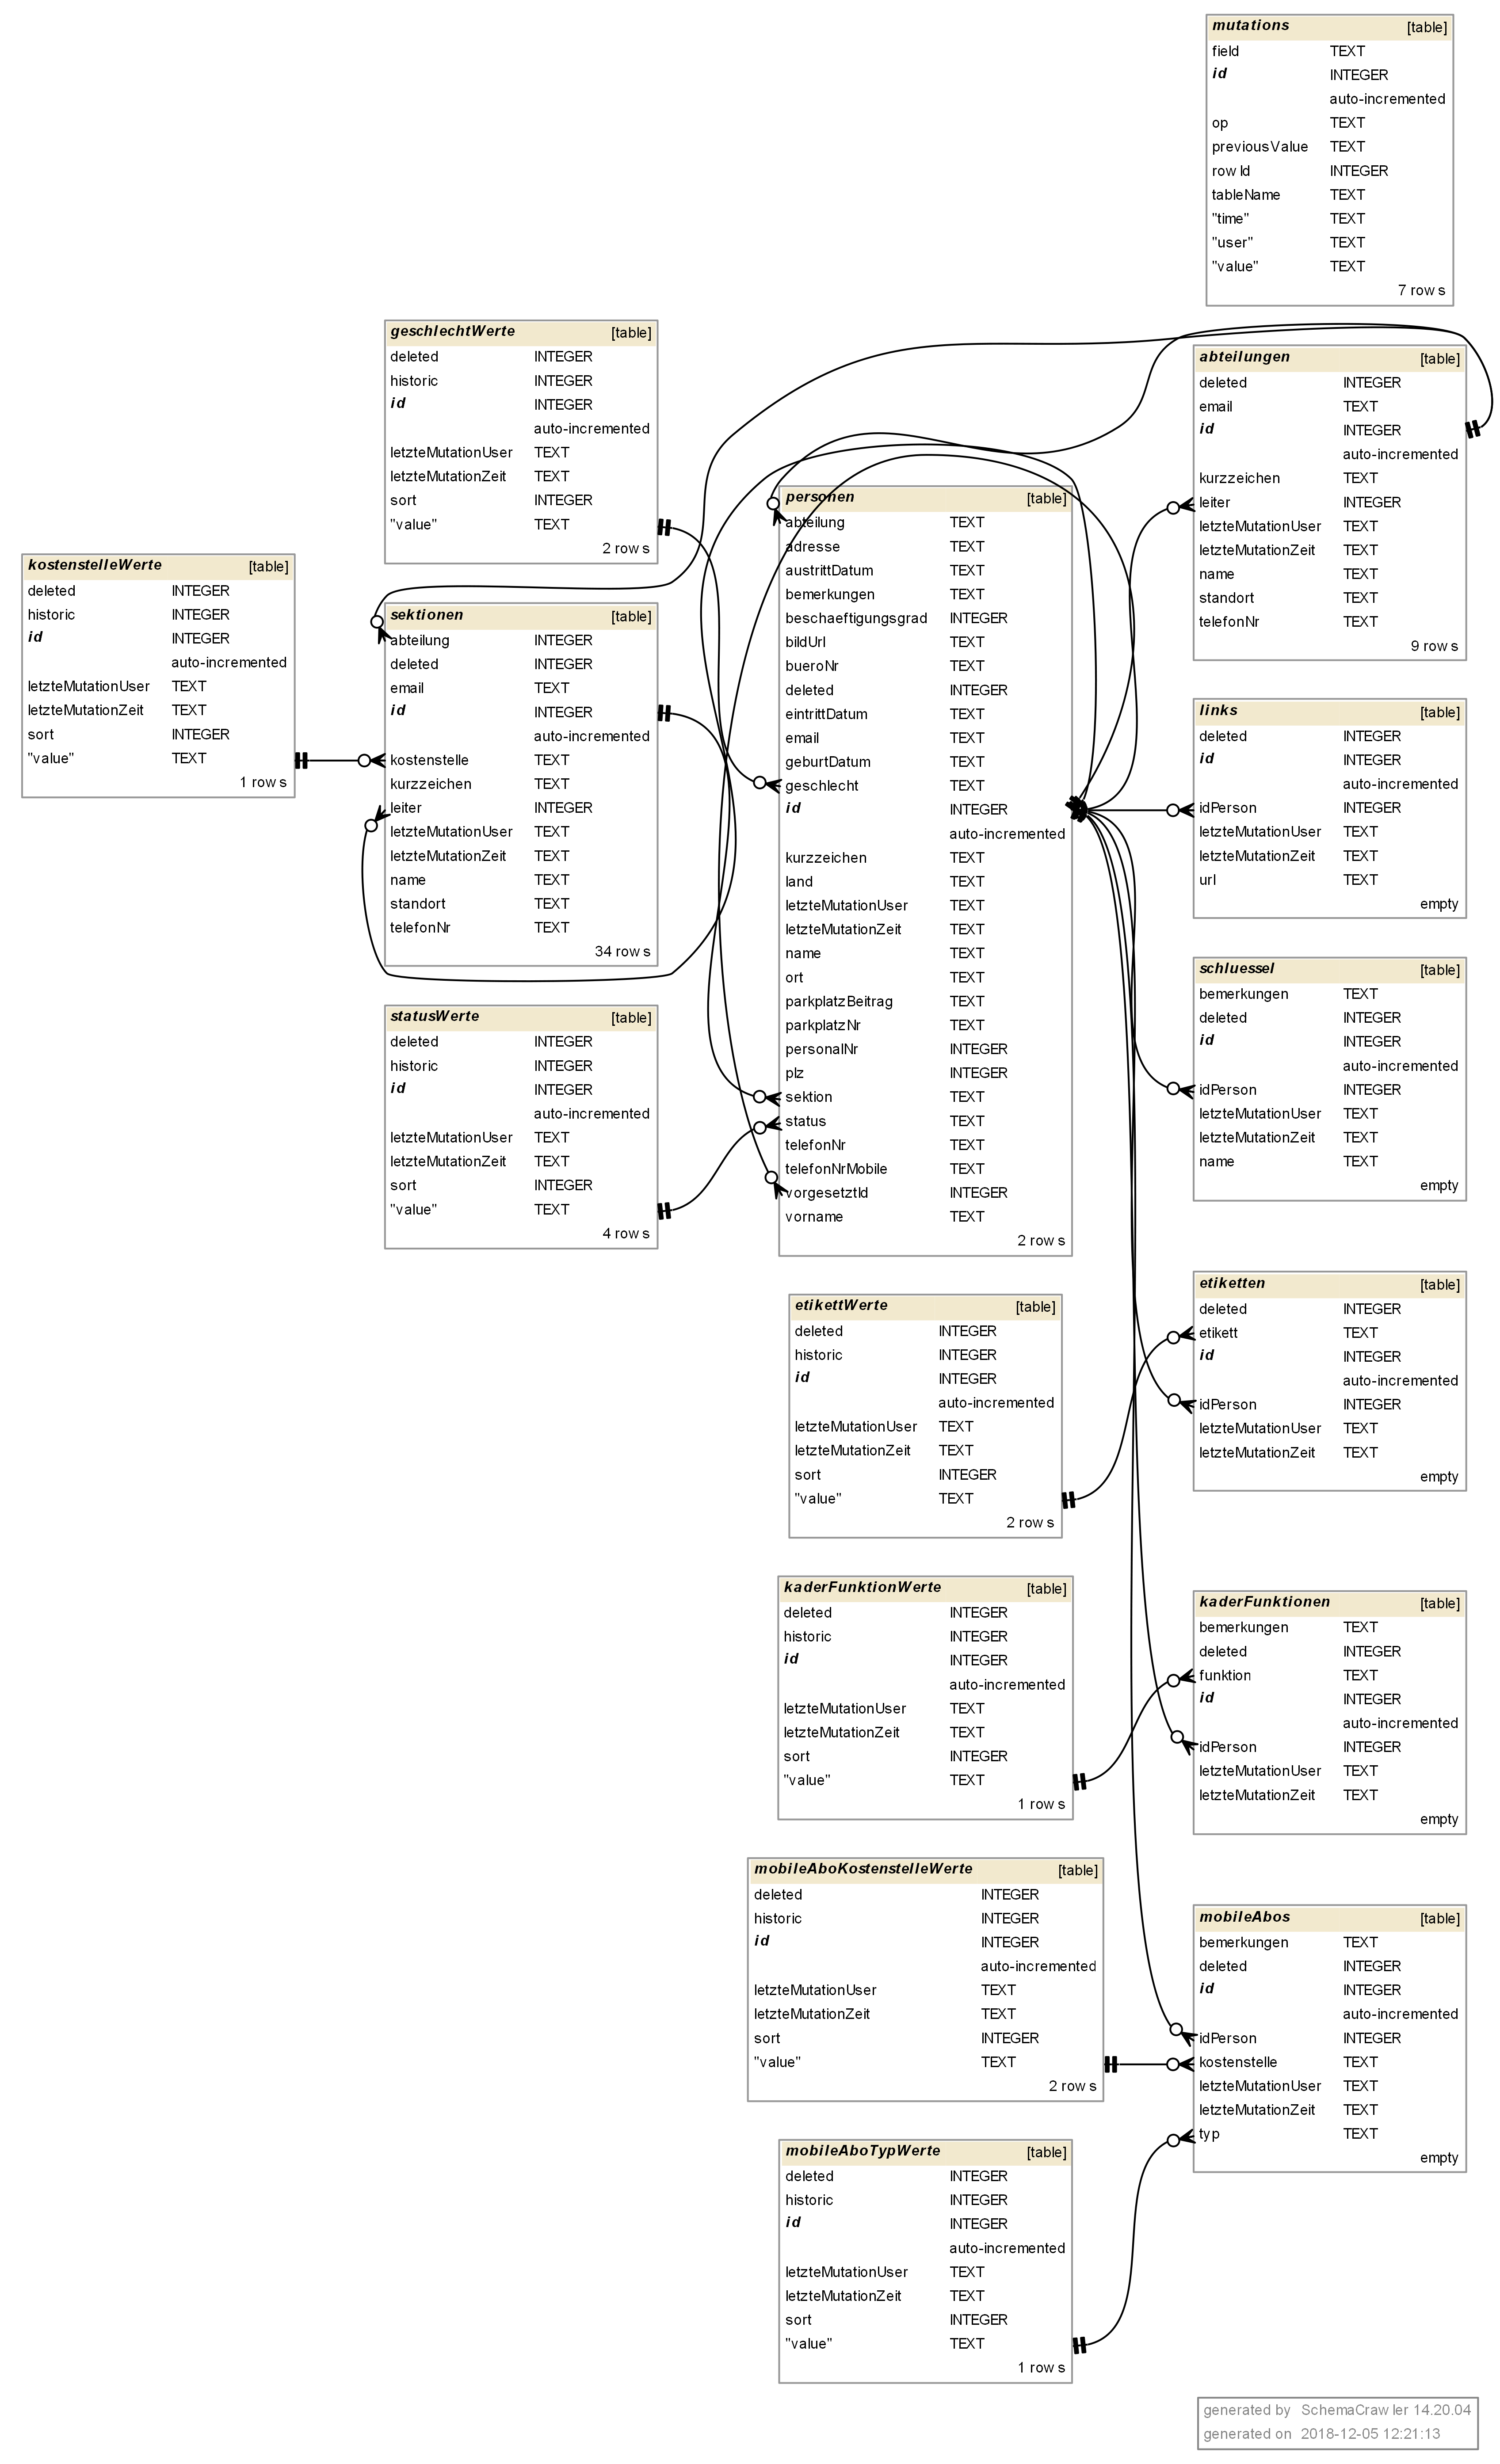 mutations [table]
field TEXT
id INTEGER
auto-incremented
op TEXT
previousValue TEXT
rowId INTEGER
tableName TEXT
"time" TEXT
"user" TEXT
"value" TEXT
7 rows
geschlechtWerte [table]
deleted INTEGER
historic INTEGER
id INTEGER
auto-incremented
letzteMutationUser TEXT
letzteMutationZeit TEXT
sort INTEGER
"value" TEXT
2 rows
abteilungen [table]
deleted INTEGER
email TEXT
id INTEGER
auto-incremented
kurzzeichen TEXT
leiter INTEGER
letzteMutationUser TEXT
letzteMutationZeit TEXT
name TEXT
standort TEXT
telefonNr TEXT
9 rows
kostenstelleWerte [table]
deleted INTEGER
historic INTEGER
id INTEGER
auto-incremented
letzteMutationUser TEXT
letzteMutationZeit TEXT
sort INTEGER
"value" TEXT
1 rows
sektionen [table]
abteilung INTEGER
deleted INTEGER
email TEXT
id INTEGER
auto-incremented
kostenstelle TEXT
kurzzeichen TEXT
leiter INTEGER
letzteMutationUser TEXT
letzteMutationZeit TEXT
name TEXT
standort TEXT
telefonNr TEXT
34 rows
personen [table]
abteilung TEXT
adresse TEXT
austrittDatum TEXT
bemerkungen TEXT
beschaeftigungsgrad INTEGER
bildUrl TEXT
bueroNr TEXT
deleted INTEGER
eintrittDatum TEXT
email TEXT
geburtDatum TEXT
geschlecht TEXT
id INTEGER
auto-incremented
kurzzeichen TEXT
land TEXT
letzteMutationUser TEXT
letzteMutationZeit TEXT
name TEXT
ort TEXT
parkplatzBeitrag TEXT
parkplatzNr TEXT
personalNr INTEGER
plz INTEGER
sektion TEXT
status TEXT
telefonNr TEXT
telefonNrMobile TEXT
vorgesetztId INTEGER
vorname TEXT
2 rows
links [table]
deleted INTEGER
id INTEGER
auto-incremented
idPerson INTEGER
letzteMutationUser TEXT
letzteMutationZeit TEXT
url TEXT
empty
schluessel [table]
bemerkungen TEXT
deleted INTEGER
id INTEGER
auto-incremented
idPerson INTEGER
letzteMutationUser TEXT
letzteMutationZeit TEXT
name TEXT
empty
statusWerte [table]
deleted INTEGER
historic INTEGER
id INTEGER
auto-incremented
letzteMutationUser TEXT
letzteMutationZeit TEXT
sort INTEGER
"value" TEXT
4 rows
etikettWerte [table]
deleted INTEGER
historic INTEGER
id INTEGER
auto-incremented
letzteMutationUser TEXT
letzteMutationZeit TEXT
sort INTEGER
"value" TEXT
2 rows
etiketten [table]
deleted INTEGER
etikett TEXT
id INTEGER
auto-incremented
idPerson INTEGER
letzteMutationUser TEXT
letzteMutationZeit TEXT
empty
kaderFunktionWerte [table]
deleted INTEGER
historic INTEGER
id INTEGER
auto-incremented
letzteMutationUser TEXT
letzteMutationZeit TEXT
sort INTEGER
"value" TEXT
1 rows
kaderFunktionen [table]
bemerkungen TEXT
deleted INTEGER
funktion TEXT
id INTEGER
auto-incremented
idPerson INTEGER
letzteMutationUser TEXT
letzteMutationZeit TEXT
empty
mobileAboKostenstelleWerte [table]
deleted INTEGER
historic INTEGER
id INTEGER
auto-incremented
letzteMutationUser TEXT
letzteMutationZeit TEXT
sort INTEGER
"value" TEXT
2 rows
mobileAbos [table]
bemerkungen TEXT
deleted INTEGER
id INTEGER
auto-incremented
idPerson INTEGER
kostenstelle TEXT
letzteMutationUser TEXT
letzteMutationZeit TEXT
typ TEXT
empty
mobileAboTypWerte [table]
deleted INTEGER
historic INTEGER
id INTEGER
auto-incremented
letzteMutationUser TEXT
letzteMutationZeit TEXT
sort INTEGER
"value" TEXT
1 rows
generated by SchemaCrawler 14.20.04
generated on 2018-12-05 12:21:13